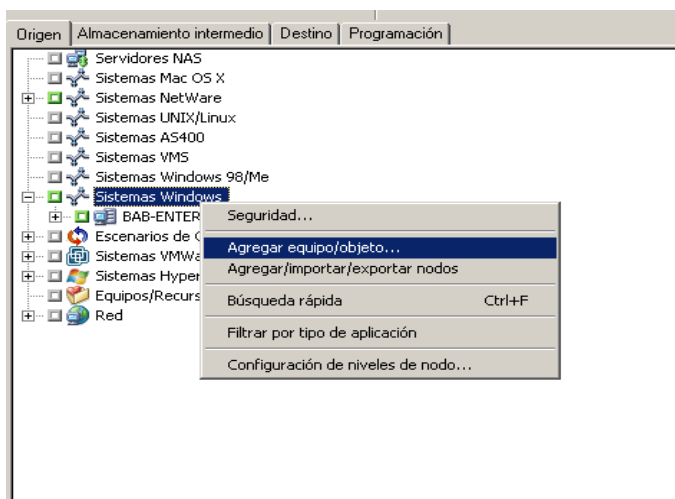 Origen Almacenamiento intermedio Destino Programación
Servidores NAS
Sistemas Mac OS X
Sistemas NetWare
Sistemas UNIX/Linux
Sistemas AS400
Sistemas VMS
Sistemas Windows 98/Me
Sistemas Windows
BAB-ENTER
Escenarios de
Sistemas VMWa
Sistemas Hyper
Equipos/Recurs
Red
Seguridad...
Agregar equipo/objeto...
Agregar/importar/exportar nodos
Búsqueda rápida Ctrl+F
Filtrar por tipo de aplicación
Configuración de niveles de nodo...